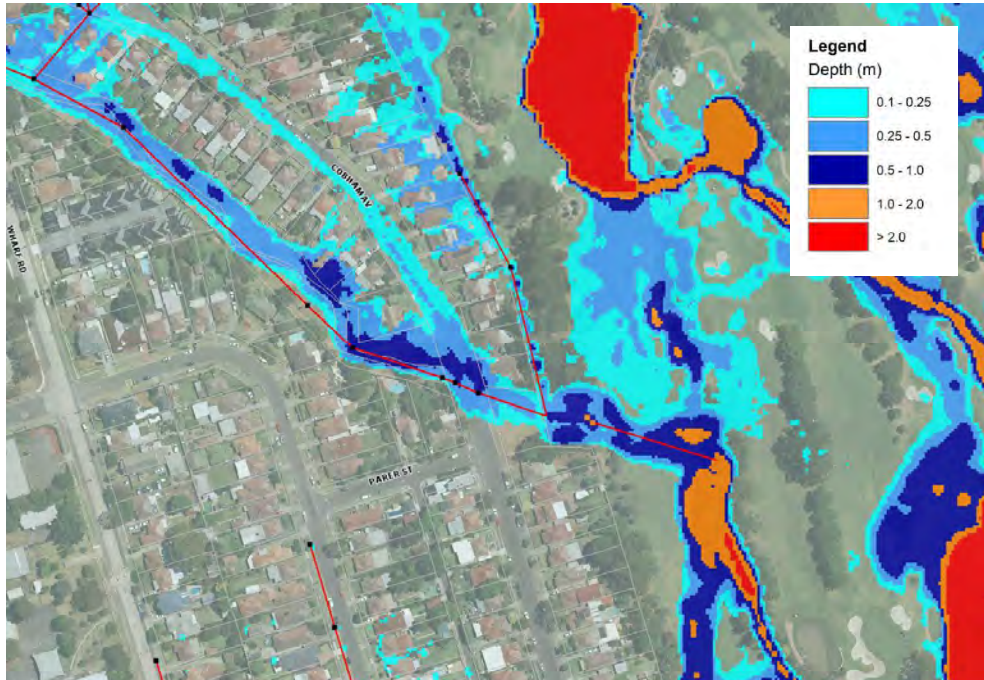 Legend
Depth (m)
0.1 - 0.25
0.25 - 0.5
0.5 - 1.0
1.0 - 2.0
> 2.0
COBHAM AV
WHARF RD
PARER ST